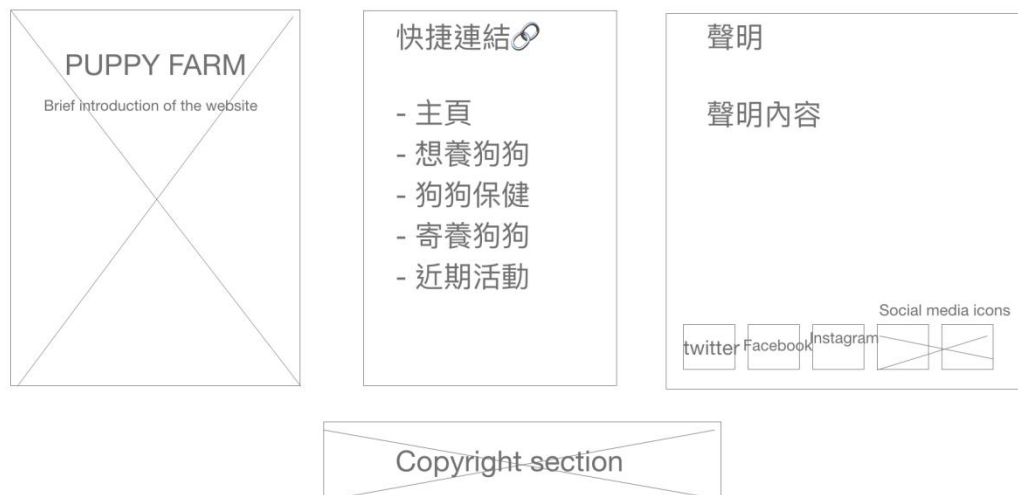 PUPPY FARM
Brief introduction of the website
快捷連結🔗
- 主頁
- 想養狗狗
- 狗狗保健
- 寄養狗狗
- 近期活動
聲明
聲明內容
Social media icons
twitter
Facebook
Instagram
Copyright section